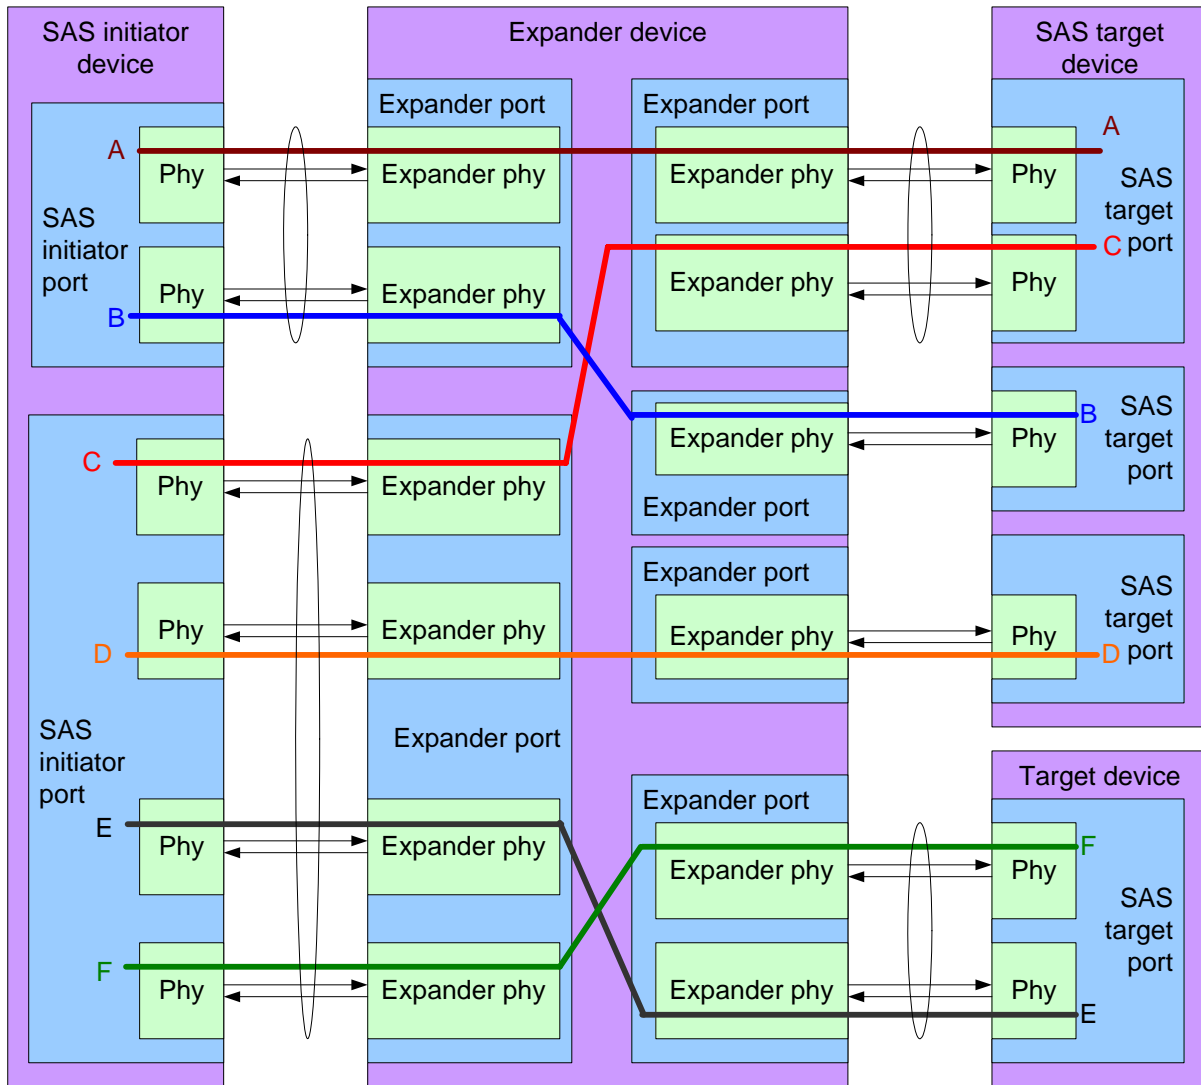 SAS initiator
device
Expander device
SAS target
device
Expander port
Expander port
A
Phy
Expander phy
Expander phy
Phy
A
SAS
target
port
SAS
initiator
port
Phy
Expander phy
Expander phy
Phy
C
B
C
Phy
Expander phy
Expander phy
Expander port
Phy
B
SAS
target
port
D
Phy
Expander phy
Expander port
Expander phy
Phy
D
SAS
target
port
SAS
initiator
port
Expander port
Target device
Expander port
E
Phy
Expander phy
Expander phy
Phy
F
SAS
target
port
F
Phy
Expander phy
Expander phy
Phy
E